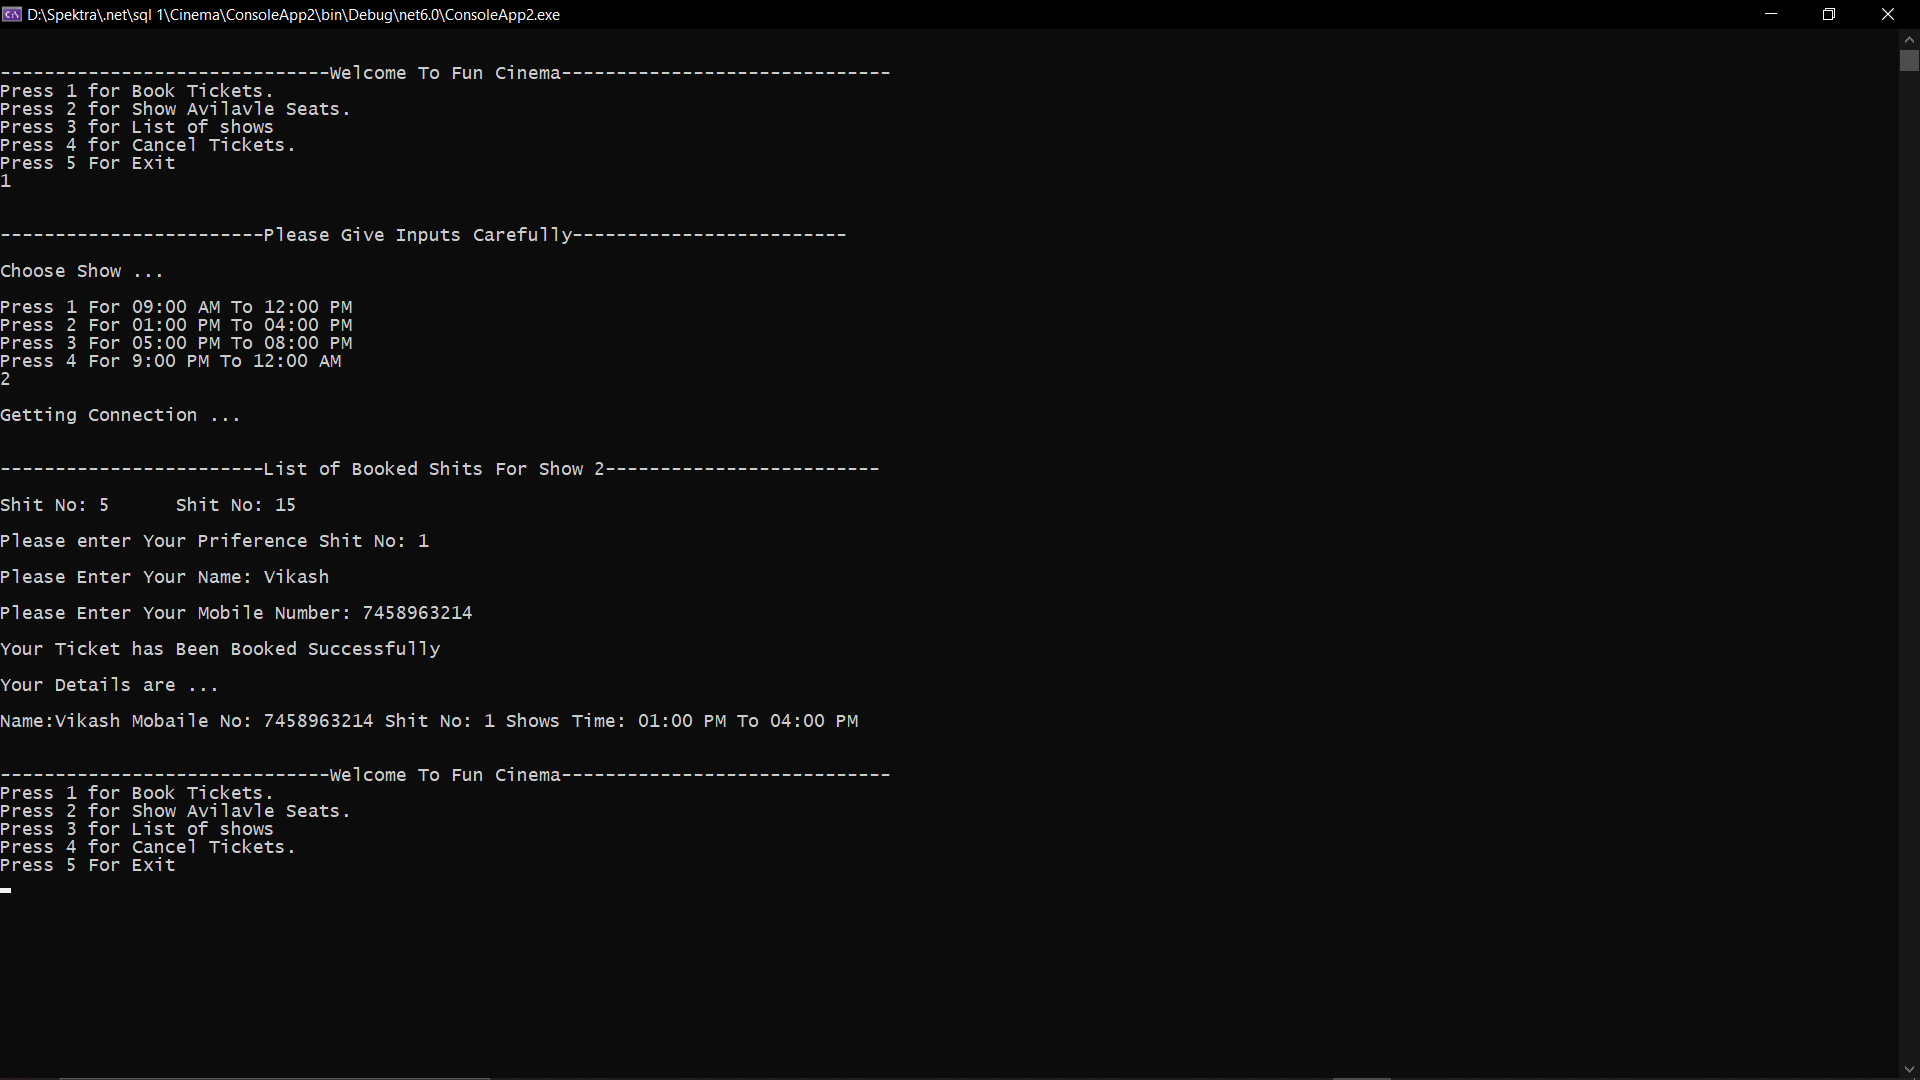 D:\Spektra\.net\sql 1\Cinema\ConsoleApp2\bin\Debug\net6.0\ConsoleApp2.exe
------------------------------Welcome To Fun Cinema------------------------------
Press 1 for Book Tickets.
Press 2 for Show Avilavle Seats.
Press 3 for List of shows
Press 4 for Cancel Tickets.
Press 5 For Exit
1
------------------------Please Give Inputs Carefully-------------------------
Choose Show ...
Press 1 For 09:00 AM To 12:00 PM
Press 2 For 01:00 PM To 04:00 PM
Press 3 For 05:00 PM To 08:00 PM
Press 4 For 9:00 PM To 12:00 AM
2
Getting Connection ...
------------------------List of Booked Shits For Show 2-------------------------
Shit No: 5      Shit No: 15
Please enter Your Priference Shit No: 1
Please Enter Your Name: Vikash
Please Enter Your Mobile Number: 7458963214
Your Ticket has Been Booked Successfully
Your Details are ...
Name:Vikash Mobaile No: 7458963214 Shit No: 1 Shows Time: 01:00 PM To 04:00 PM
------------------------------Welcome To Fun Cinema------------------------------
Press 1 for Book Tickets.
Press 2 for Show Avilavle Seats.
Press 3 for List of shows
Press 4 for Cancel Tickets.
Press 5 For Exit